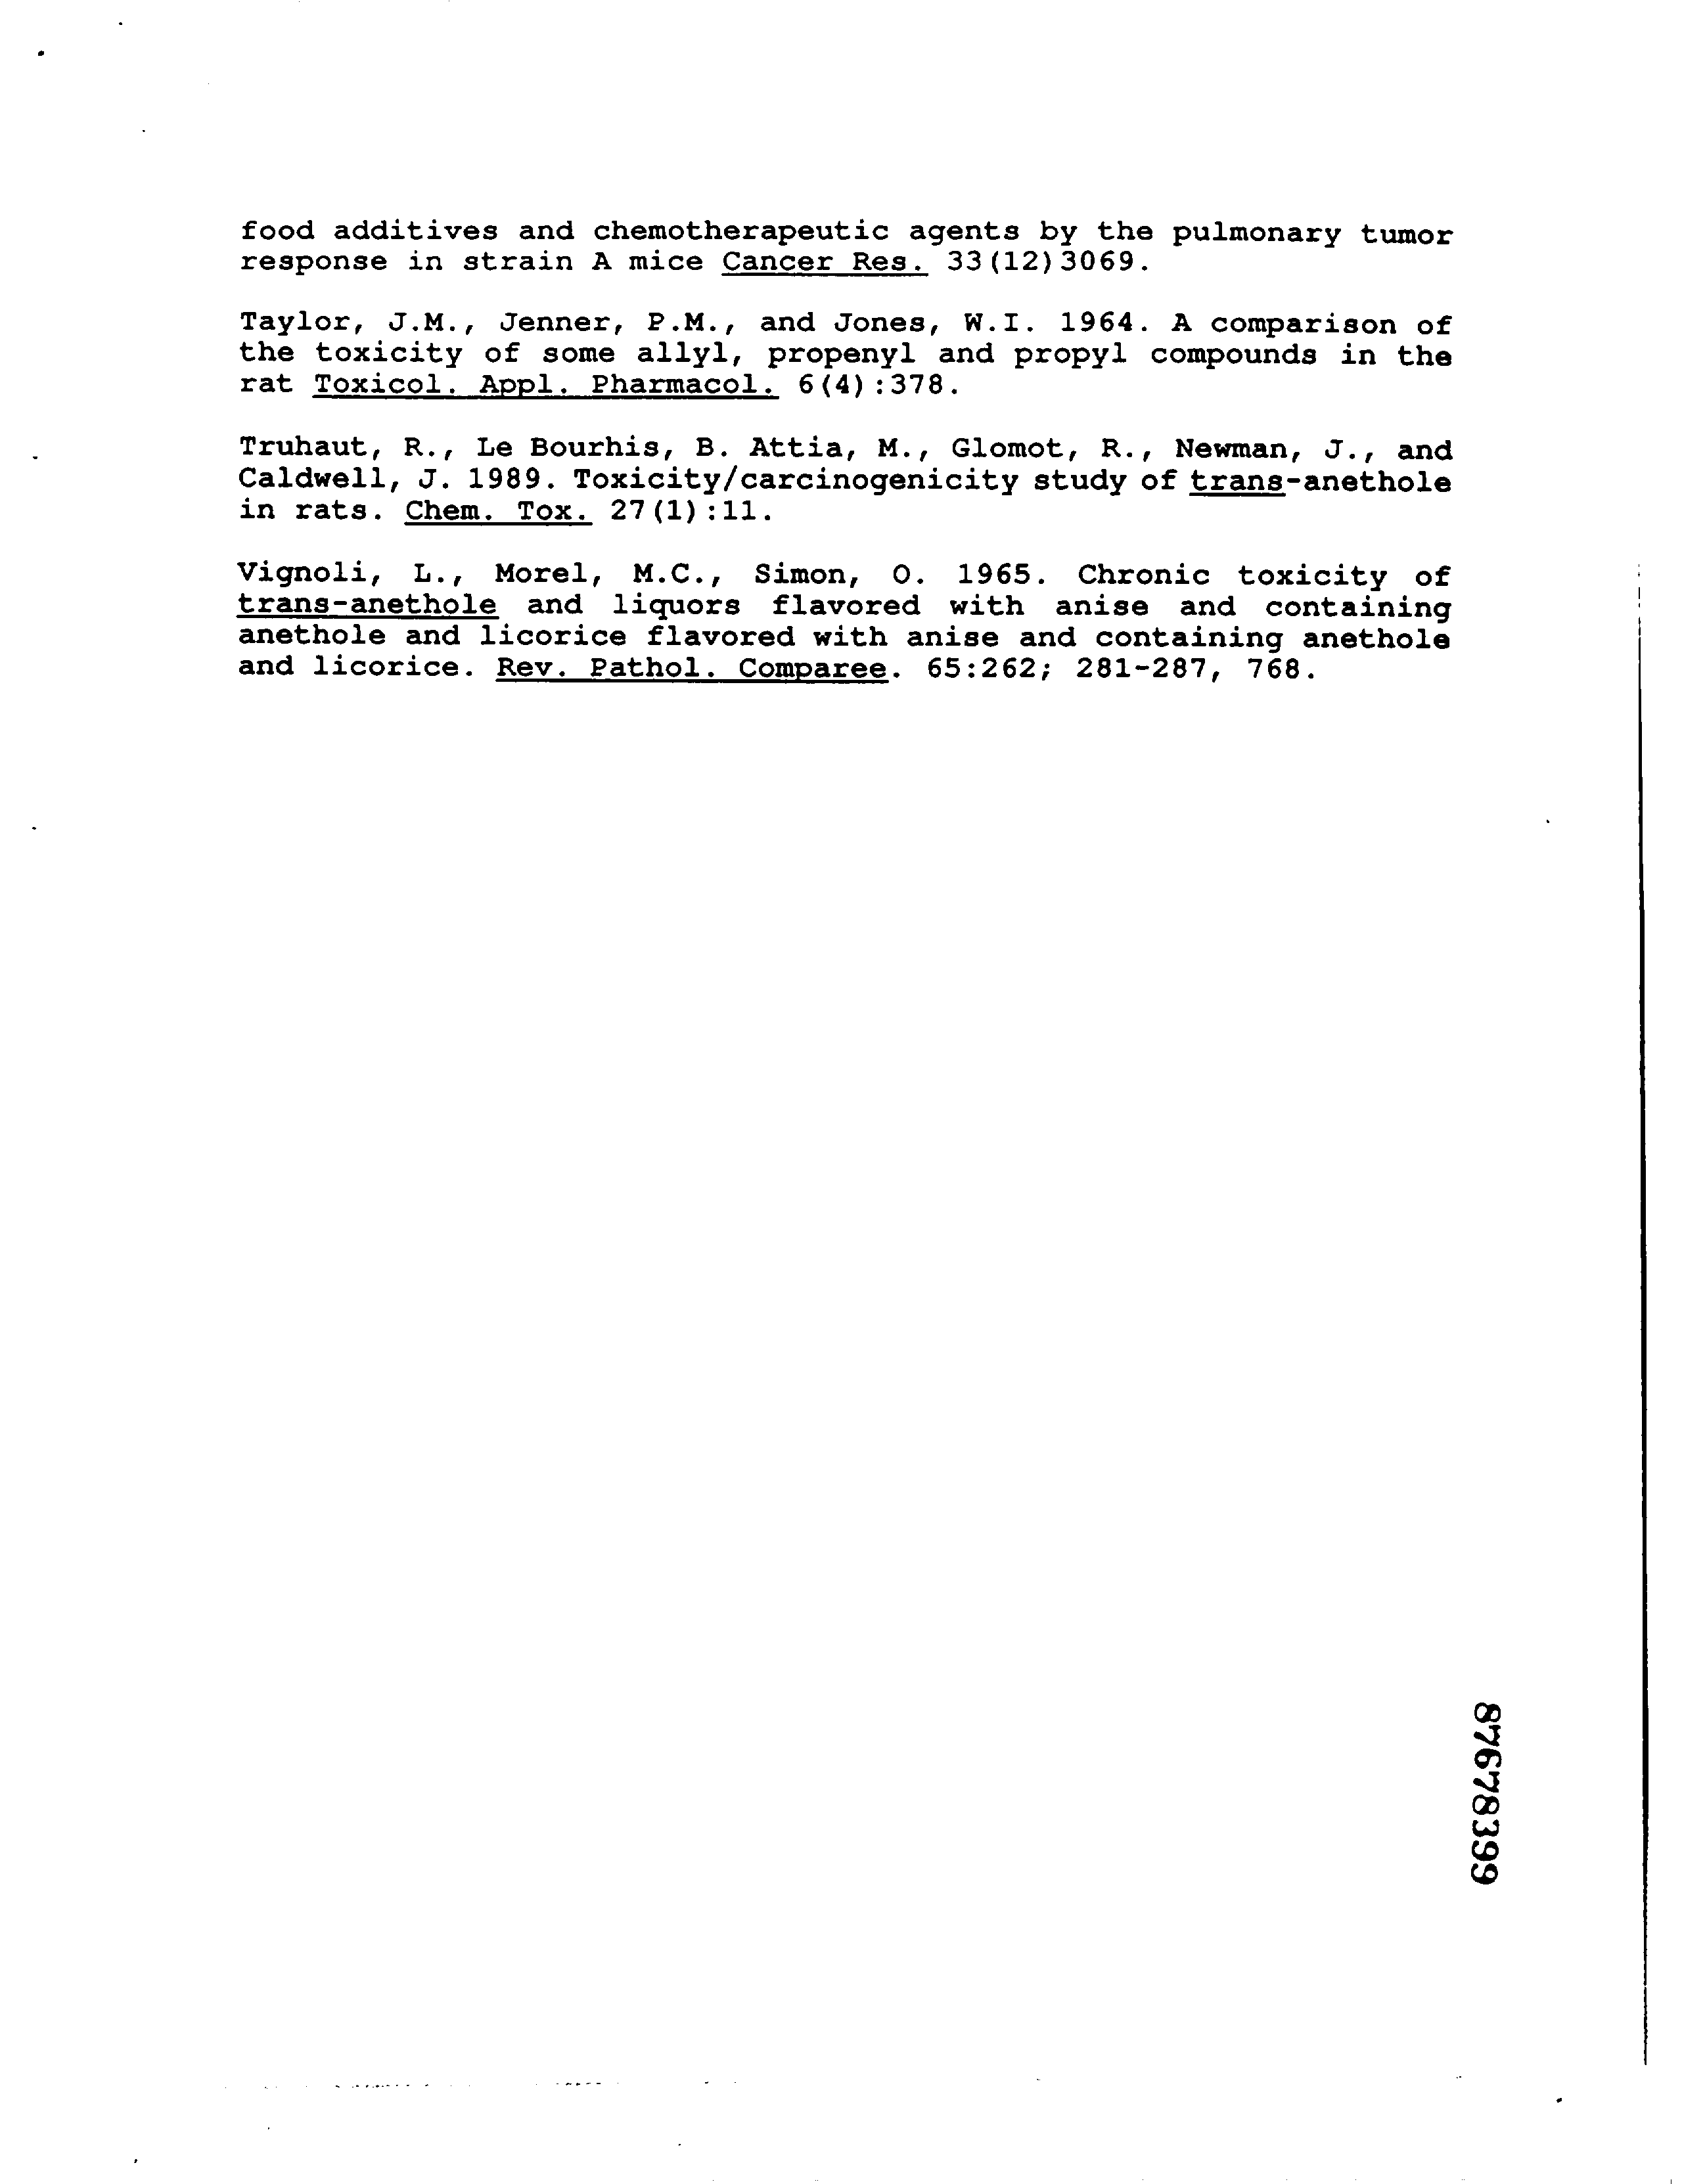 food additives and chemotherapeutic agents by the pulmonary tumor
response in strain A mice Cancer Res. 33(12)3069.
Taylor, J.M., Jenner, P.M., and Jones, W.I. 1964. A comparison of
the toxicity of some allyl, propenyl and propyl compounds in the
rat Toxicol. Appl. Pharmacol. 6(4):378.
Truhaut, R., Le Bourhis, B. Attia, M., Glomot, R., Newman, J., and
Caldwell, J. 1989. Toxicity/carcinogenicity study of trans-anethole
in rats. Chem. Tox. 27(1):11.
Vignoli, L., Morel, M.C., Simon, O. 1965. Chronic toxicity of
trans-anethole and liquors flavored with anise and containing
anethole and licorice flavored with anise and containing anethole
and licorice. Rev. Pathol. Comparee. 65:262; 281-287, 768.
87678399